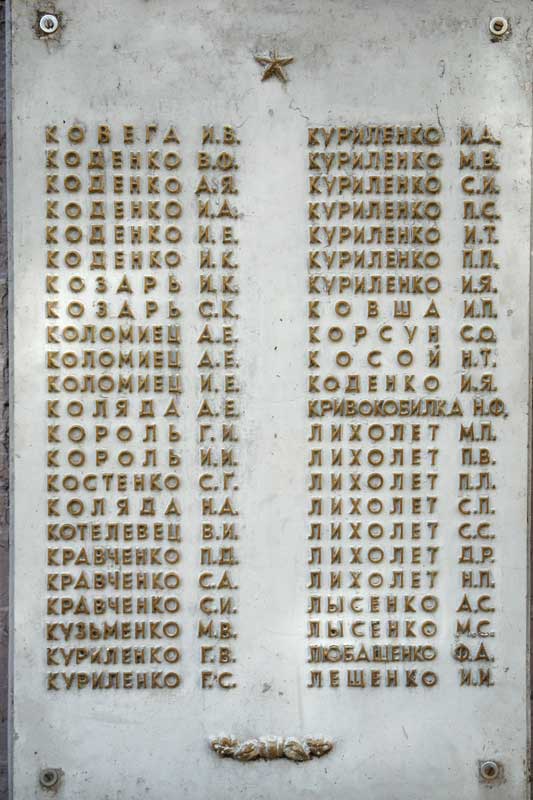 КОВЕГА И.В.
КОДЕНКО В.Ф.
КОДЕНКО А.Я.
КОДЕНКО И.А.
КОДЕНКО И.Е.
КОДЕНКО И.К.
КОЗАРЬ И.К.
КОЗАРЬ С.К.
КОЛОМИЕЦ А.Е.
КОЛОМИЕЦ А.Е.
КОЛОМИЕЦ И.Е.
КОЛЯДА А.Е.
КОРОЛЬ Г.И.
КОРОЛЬ И.И.
КОСТЕНКО С.Г.
КОЛЯДА Н.А.
КОТЕЛЕВЕЦ В.И.
КРАВЧЕНКО П.Д.
КРАВЧЕНКО С.А.
КРАВЧЕНКО С.И.
КУЗЬМЕНКО М.В.
КУРИЛЕНКО Г.В.
КУРИЛЕНКО Г.С.
КУРИЛЕНКО И.А.
КУРИЛЕНКО М.В.
КУРИЛЕНКО С.И.
КУРИЛЕНКО П.С.
КУРИЛЕНКО И.Т.
КУРИЛЕНКО П.П.
КУРИЛЕНКО И.Я.
КОВША И.П.
КОРСУН С.О.
КОСОЙ Н.Т.
КОДЕНКО И.Я.
КРИВОКОБИЛКА Н.Ф.
ЛИХОЛЕТ М.П.
ЛИХОЛЕТ П.В.
ЛИХОЛЕТ П.Л.
ЛИХОЛЕТ С.П.
ЛИХОЛЕТ С.С.
ЛИХОЛЕТ Д.Р.
ЛИХОЛЕТ Н.П.
ЛЫСЕНКО А.С.
ЛЫСЕНКО М.С.
ЛЮБАЩЕНКО Ф.А.
ЛЕЩЕНКО И.И.